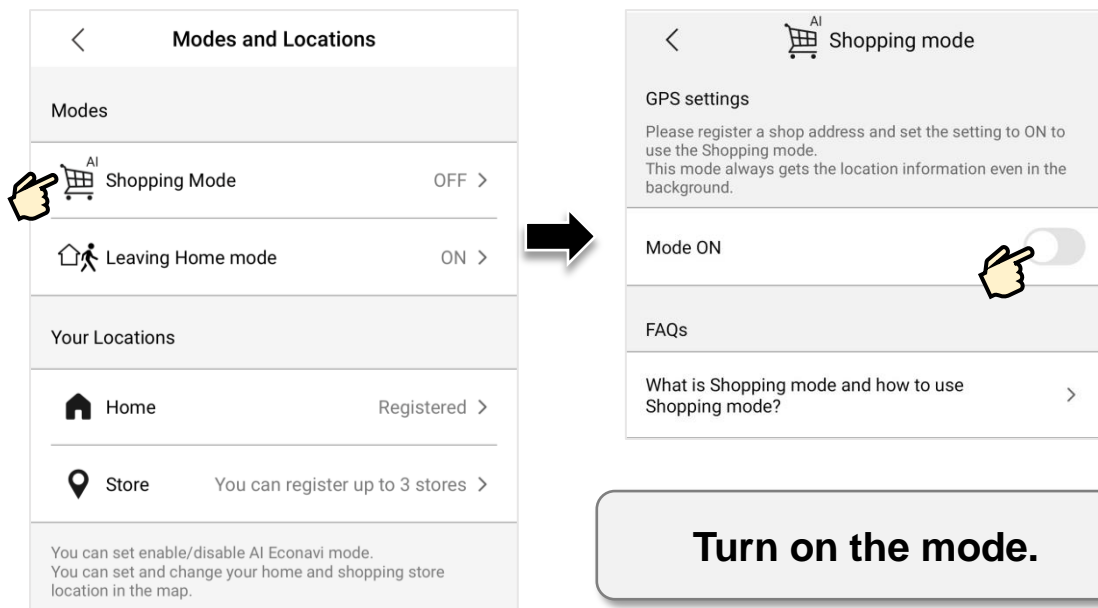 Modes and Locations
Modes
AI
Shopping Mode OFF
Leaving Home mode ON
Your Locations
Home Registered
Store You can register up to 3 stores
You can set enable/disable AI Econavi mode.
You can set and change your home and shopping store
location in the map.
AI
Shopping mode
GPS settings
Please register a shop address and set the setting to ON to
use the Shopping mode.
This mode always gets the location information even in the
background.
Mode ON
FAQs
What is Shopping mode and how to use
Shopping mode?
Turn on the mode.